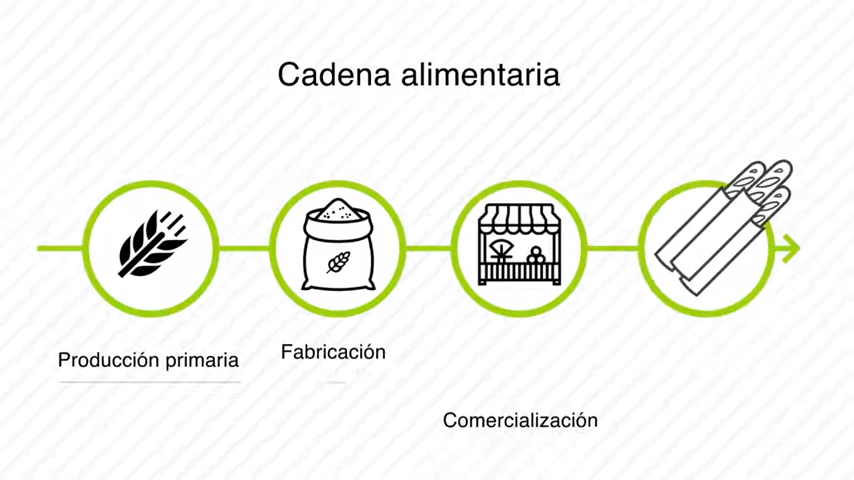 Cadena alimentaria
Producción primaria
Fabricación
Comercialización